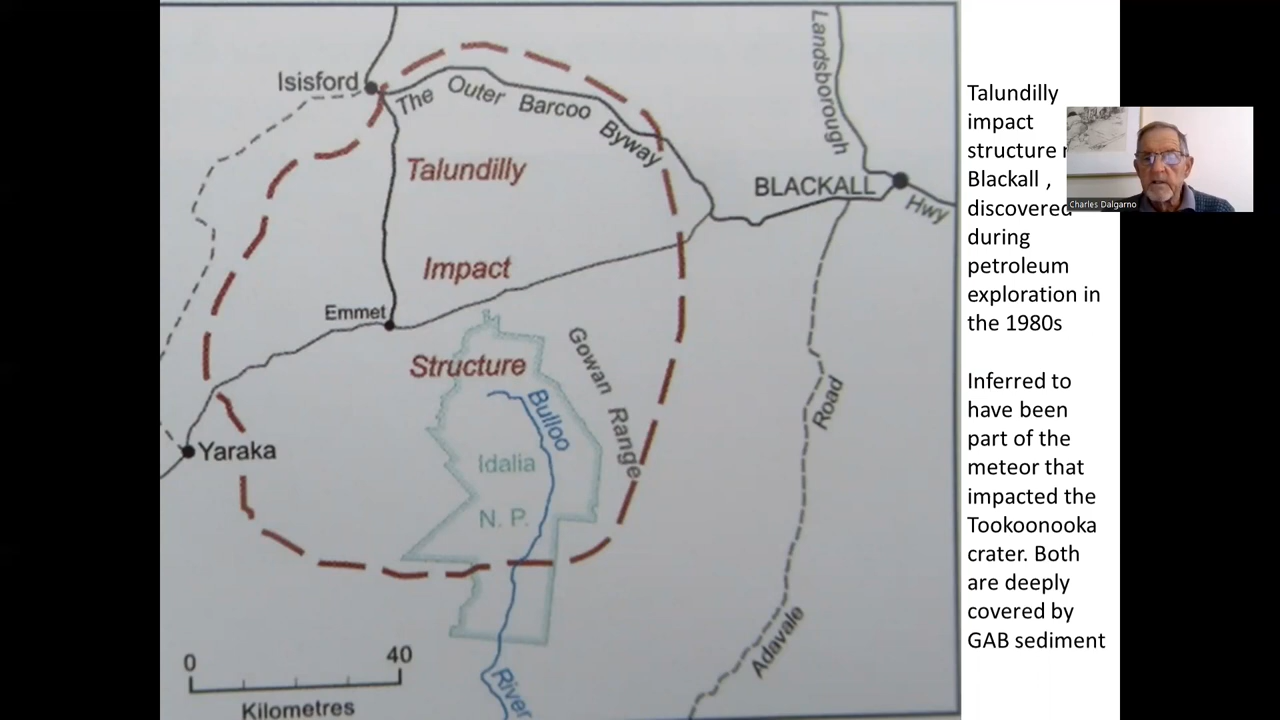 Isisford
The Outer Barcoo Byway
Landsborough
Hwy
BLACKALL
Talundilly
Impact
Structure
Emmet
Gowan Range
Bulloo
River
Yaraka
Idalia
N. P.
Adavale
Road
0 40
Kilometres
Talundilly
impact
structure
Blackall ,
discovered
during
petroleum
exploration in
the 1980s
Inferred to
have been
part of the
meteor that
impacted the
Tookoonooka
crater. Both
are deeply
covered by
GAB sediment
Charles Dalgarno